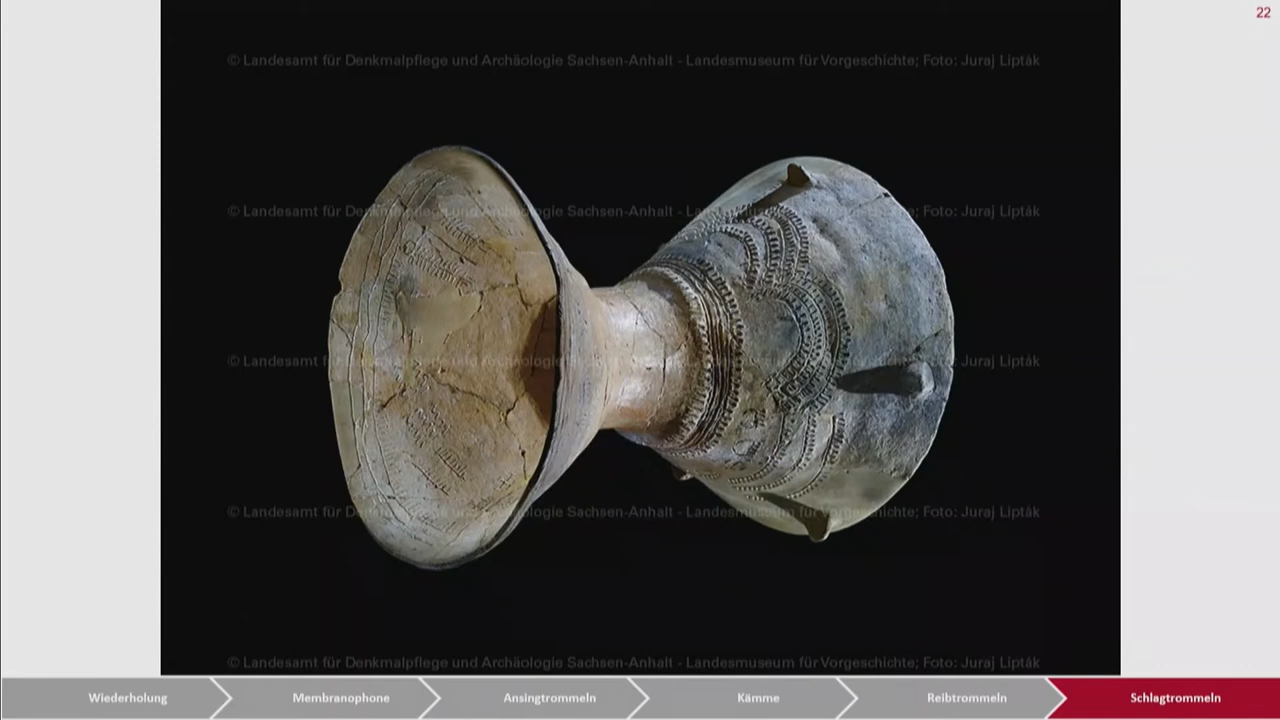 22
© Landesamt für Denkmalpflege und Archäologie Sachsen-Anhalt - Landesmuseum für Vorgeschichte; Foto: Juraj Lipták
© Landesamt für Denkmalpflege und Archäologie Sachsen-Anhalt - Landesmuseum für Vorgeschichte; Foto: Juraj Lipták
© Landesamt für Denkmalpflege und Archäologie Sachsen-Anhalt - Landesmuseum für Vorgeschichte; Foto: Juraj Lipták
© Landesamt für Denkmalpflege und Archäologie Sachsen-Anhalt - Landesmuseum für Vorgeschichte; Foto: Juraj Lipták
© Landesamt für Denkmalpflege und Archäologie Sachsen-Anhalt - Landesmuseum für Vorgeschichte; Foto: Juraj Lipták
Wiederholung Membranophone Ansingtrommeln Kämme Reibtrommeln Schlagtrommeln